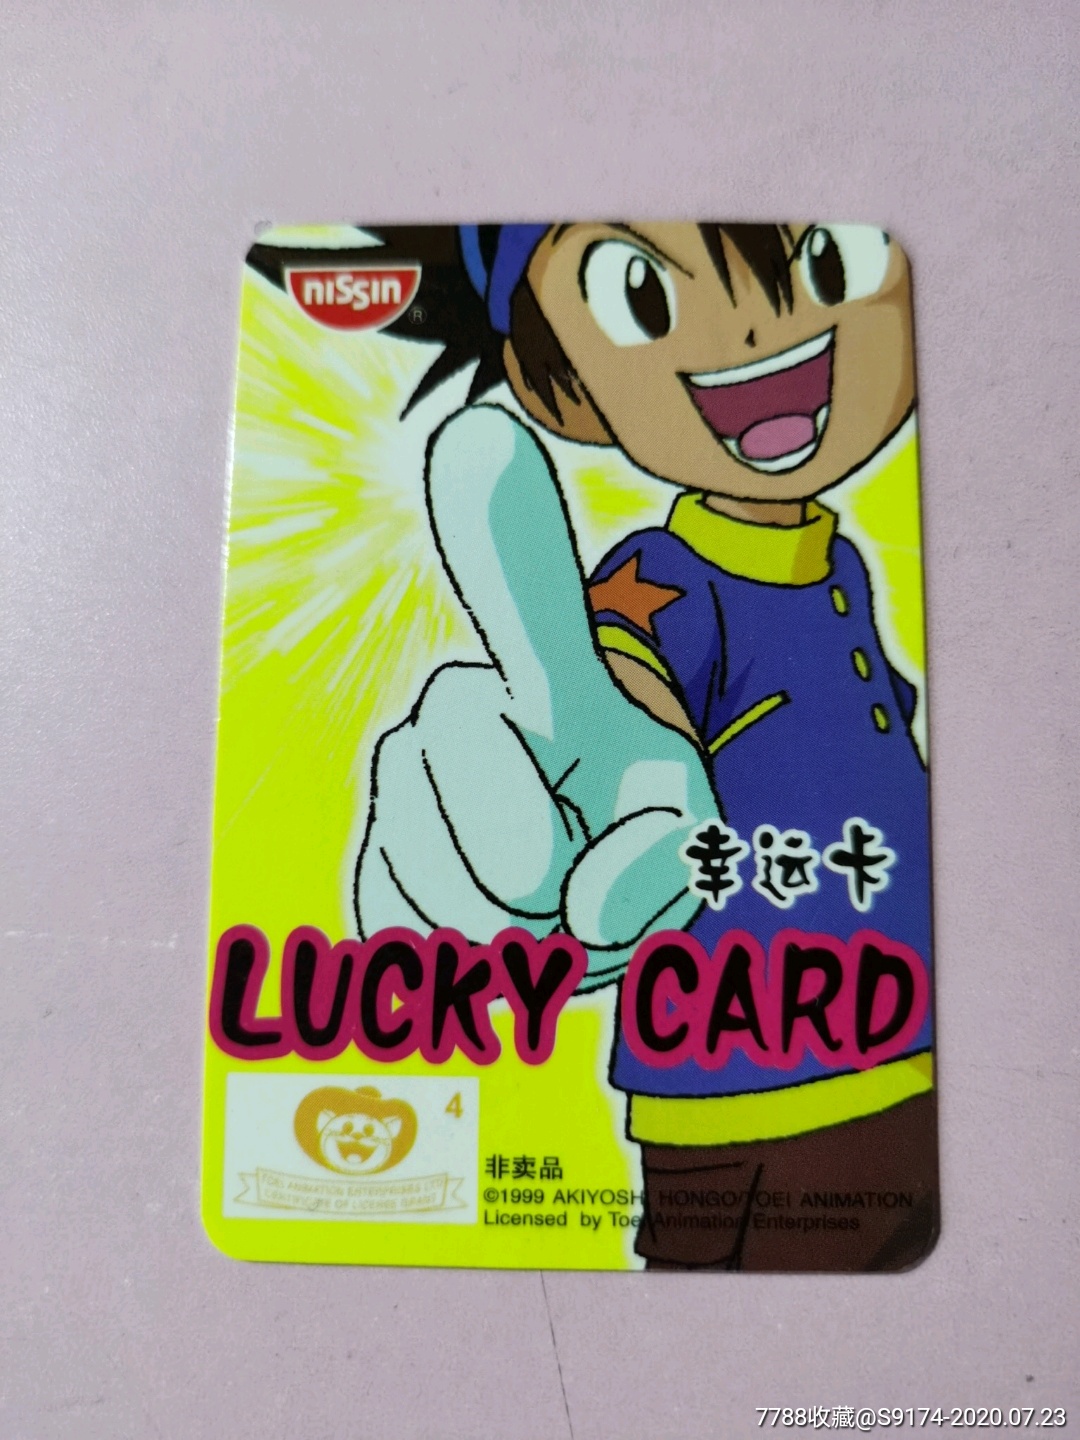 nissin
®
幸运卡
LUCKY CARD
4
TOEI ANIMATION ENTERPRISES LTD
CERTIFICATE OF LICENSE GRANT
非卖品
©1999 AKIYOSHI HONGO/TOEI ANIMATION
Licensed by Toei Animation Enterprises
7788收藏@S9174-2020.07.23